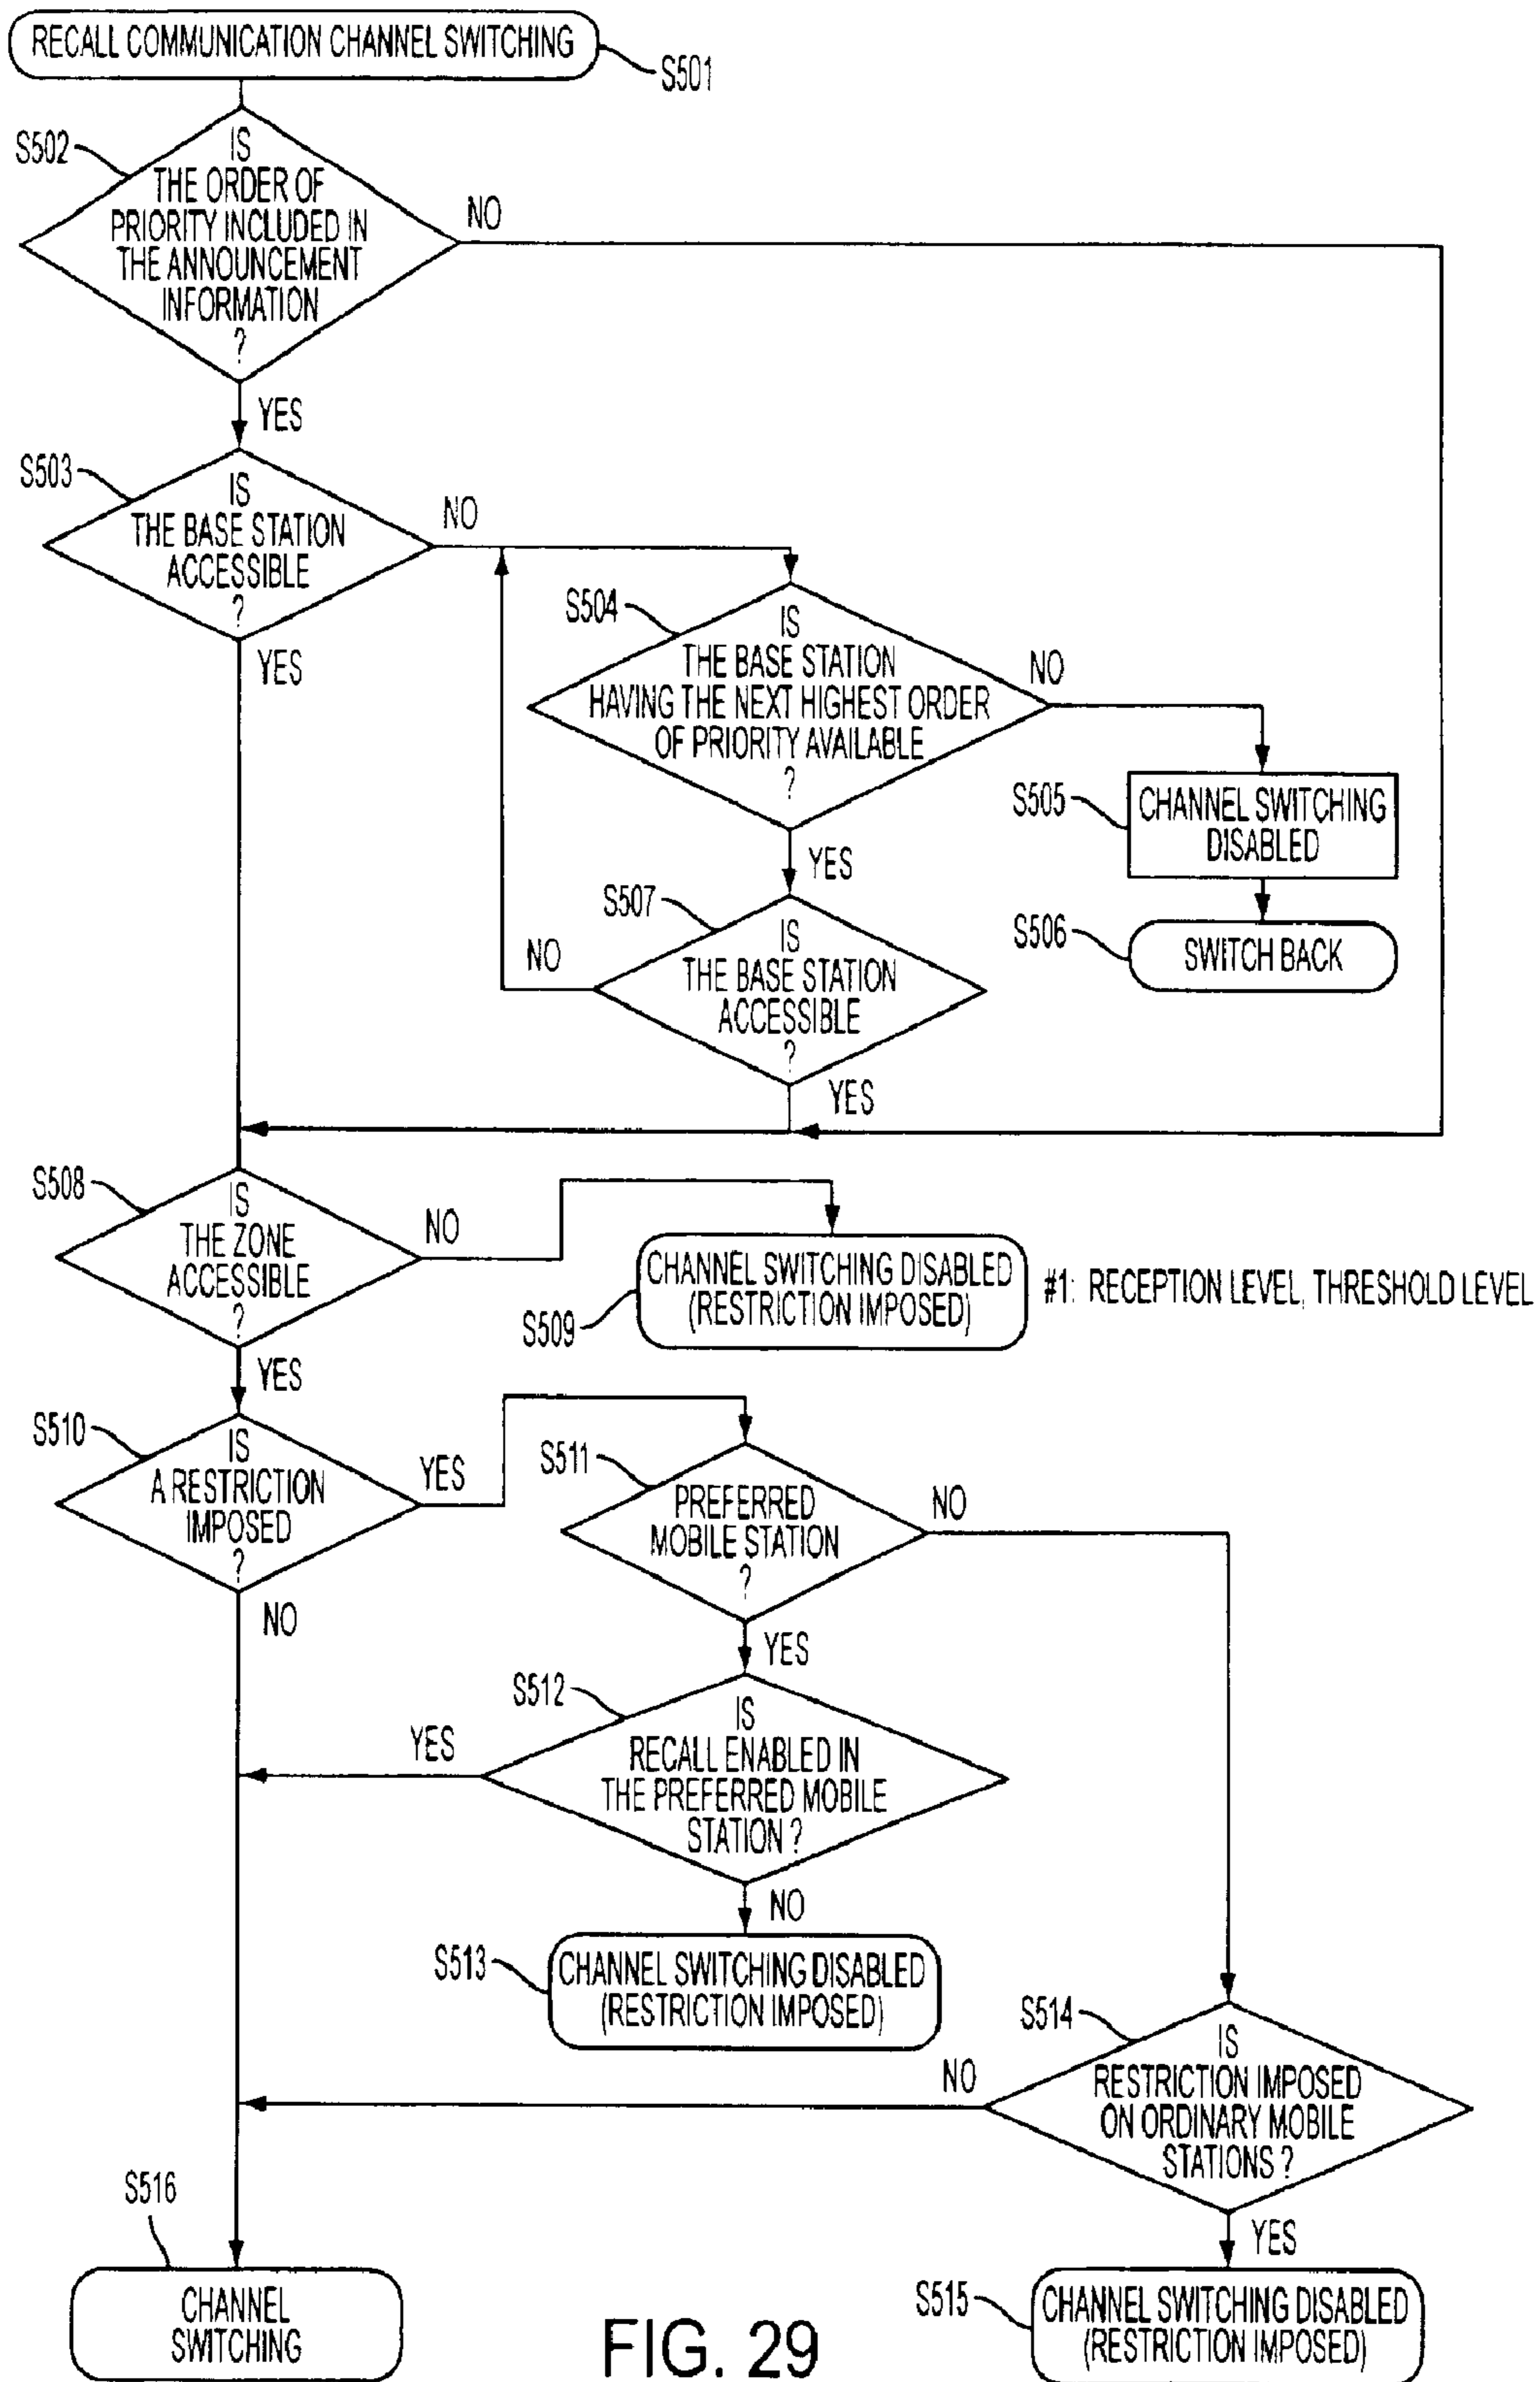 RECALL COMMUNICATION CHANNEL SWITCHING
S501
S502
IS
THE ORDER OF
PRIORITY INCLUDED IN
THE ANNOUNCEMENT
INFORMATION
?
NO
YES
S503
IS
THE BASE STATION
ACCESSIBLE
?
NO
YES
S504
IS
THE BASE STATION
HAVING THE NEXT HIGHEST ORDER
OF PRIORITY AVAILABLE
?
NO
YES
S505
CHANNEL SWITCHING
DISABLED
S506
SWITCH BACK
S507
IS
THE BASE STATION
ACCESSIBLE
?
NO
YES
S508
IS
THE ZONE
ACCESSIBLE
?
NO
YES
S509
CHANNEL SWITCHING DISABLED
(RESTRICTION IMPOSED)
#1: RECEPTION LEVEL, THRESHOLD LEVEL
S510
IS
A RESTRICTION
IMPOSED
?
YES
NO
S511
PREFERRED
MOBILE STATION
?
NO
YES
S512
IS
RECALL ENABLED IN
THE PREFERRED MOBILE
STATION ?
YES
NO
S513
CHANNEL SWITCHING DISABLED
(RESTRICTION IMPOSED)
S514
IS
RESTRICTION IMPOSED
ON ORDINARY MOBILE
STATIONS ?
NO
YES
S515
CHANNEL SWITCHING DISABLED
(RESTRICTION IMPOSED)
S516
CHANNEL
SWITCHING
FIG. 29